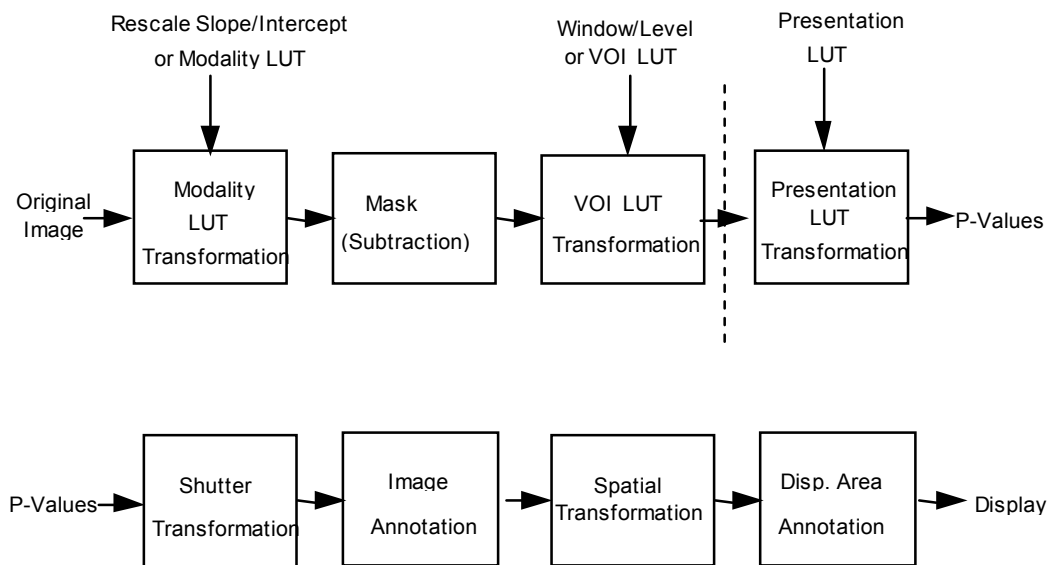 Rescale Slope/Intercept
or Modality LUT
Window/Level
or VOI LUT
Presentation
LUT
Original
Image
Modality
LUT
Transformation
Mask
(Subtraction)
VOI LUT
Transformation
Presentation
LUT
Transformation
P-Values
P-Values
Shutter
Transformation
Image
Annotation
Spatial
Transformation
Disp. Area
Annotation
Display